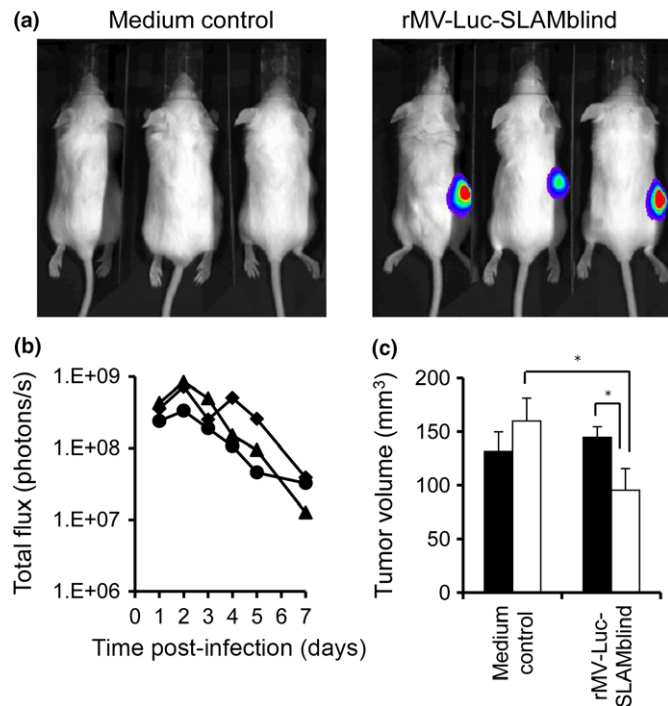 (a)
Medium control
rMV-Luc-SLAMblind
(b)
Total flux (photons/s)
1.E+09
1.E+08
1.E+07
1.E+06
0 1 2 3 4 5 6 7
Time post-infection (days)
(c)
Tumor volume (mm³)
200
150
100
50
0
*
*
Medium
control
rMV-Luc-
SLAMblind